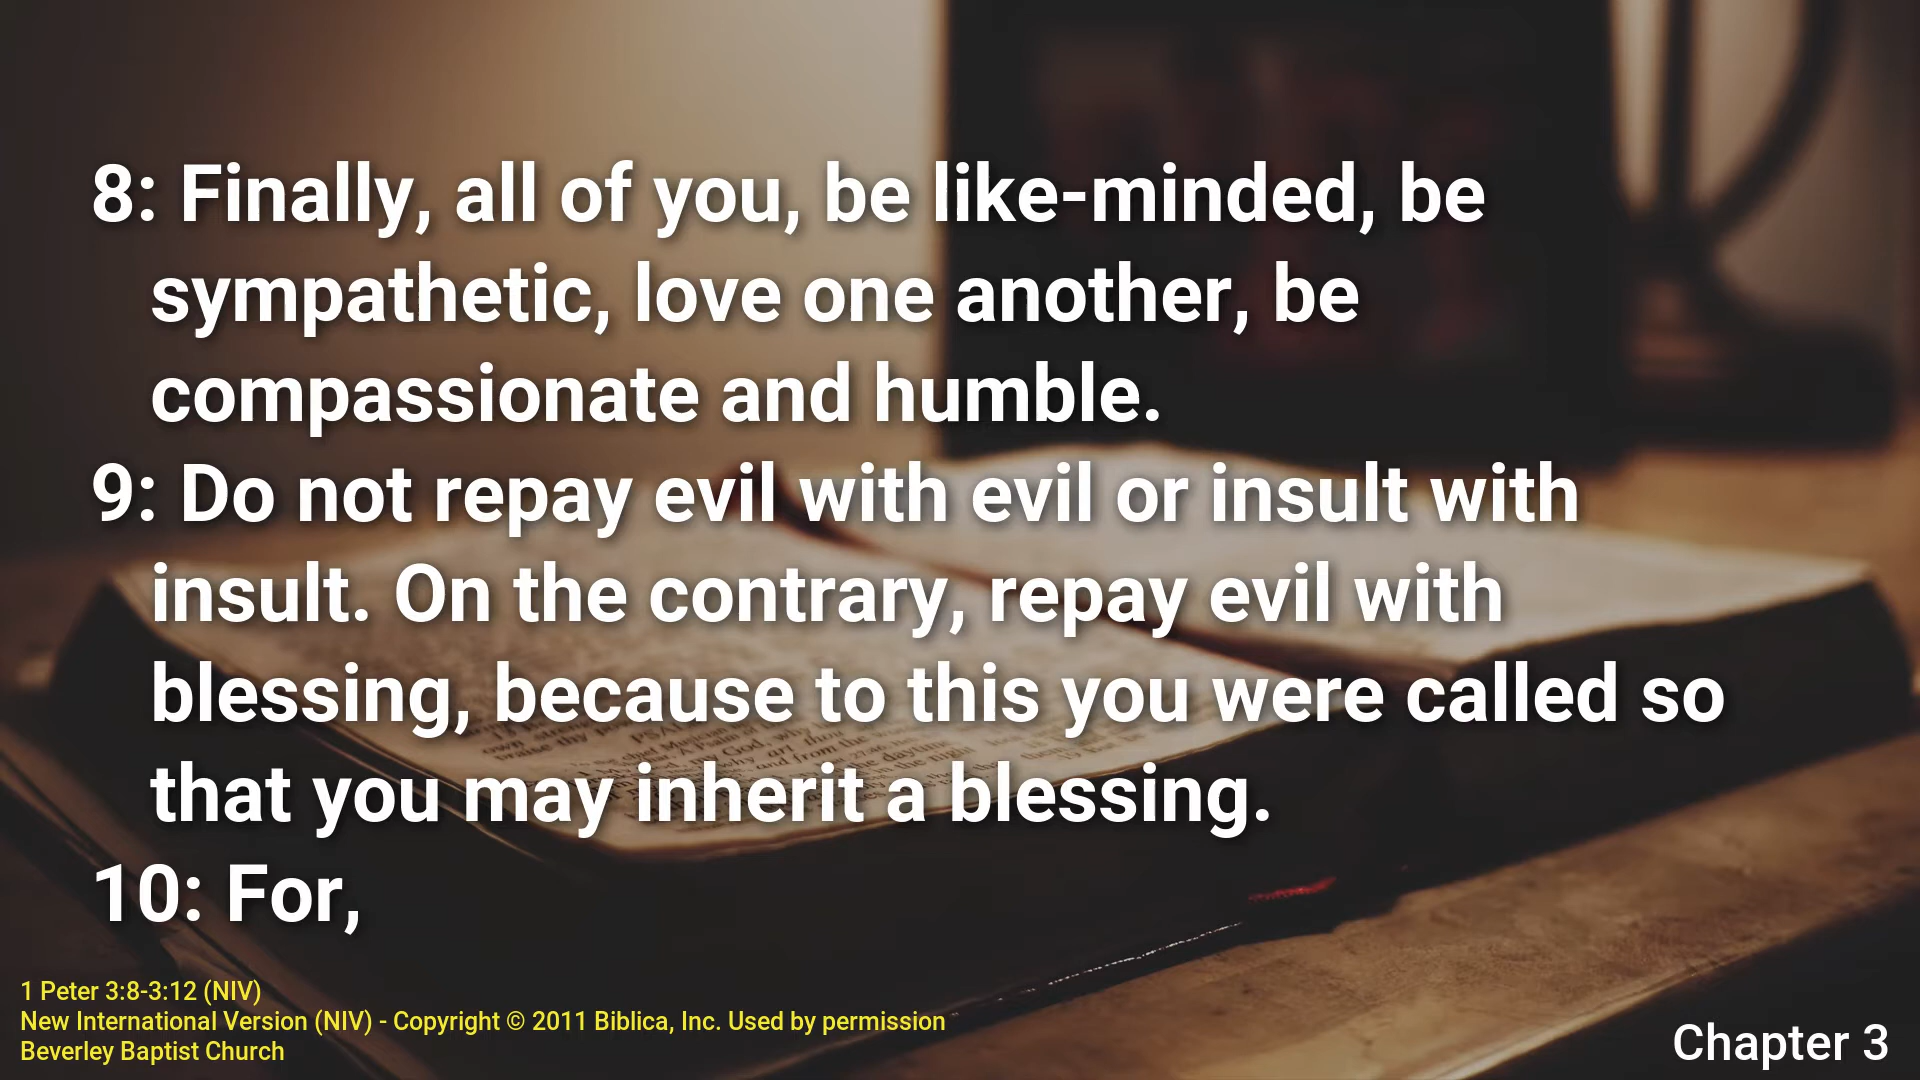 8: Finally, all of you, be like-minded, be
sympathetic, love one another, be
compassionate and humble.
9: Do not repay evil with evil or insult with
insult. On the contrary, repay evil with
blessing, because to this you were called so
that you may inherit a blessing.
10: For,
1 Peter 3:8-3:12 (NIV)
New International Version (NIV) - Copyright © 2011 Biblica, Inc. Used by permission
Beverley Baptist Church
Chapter 3